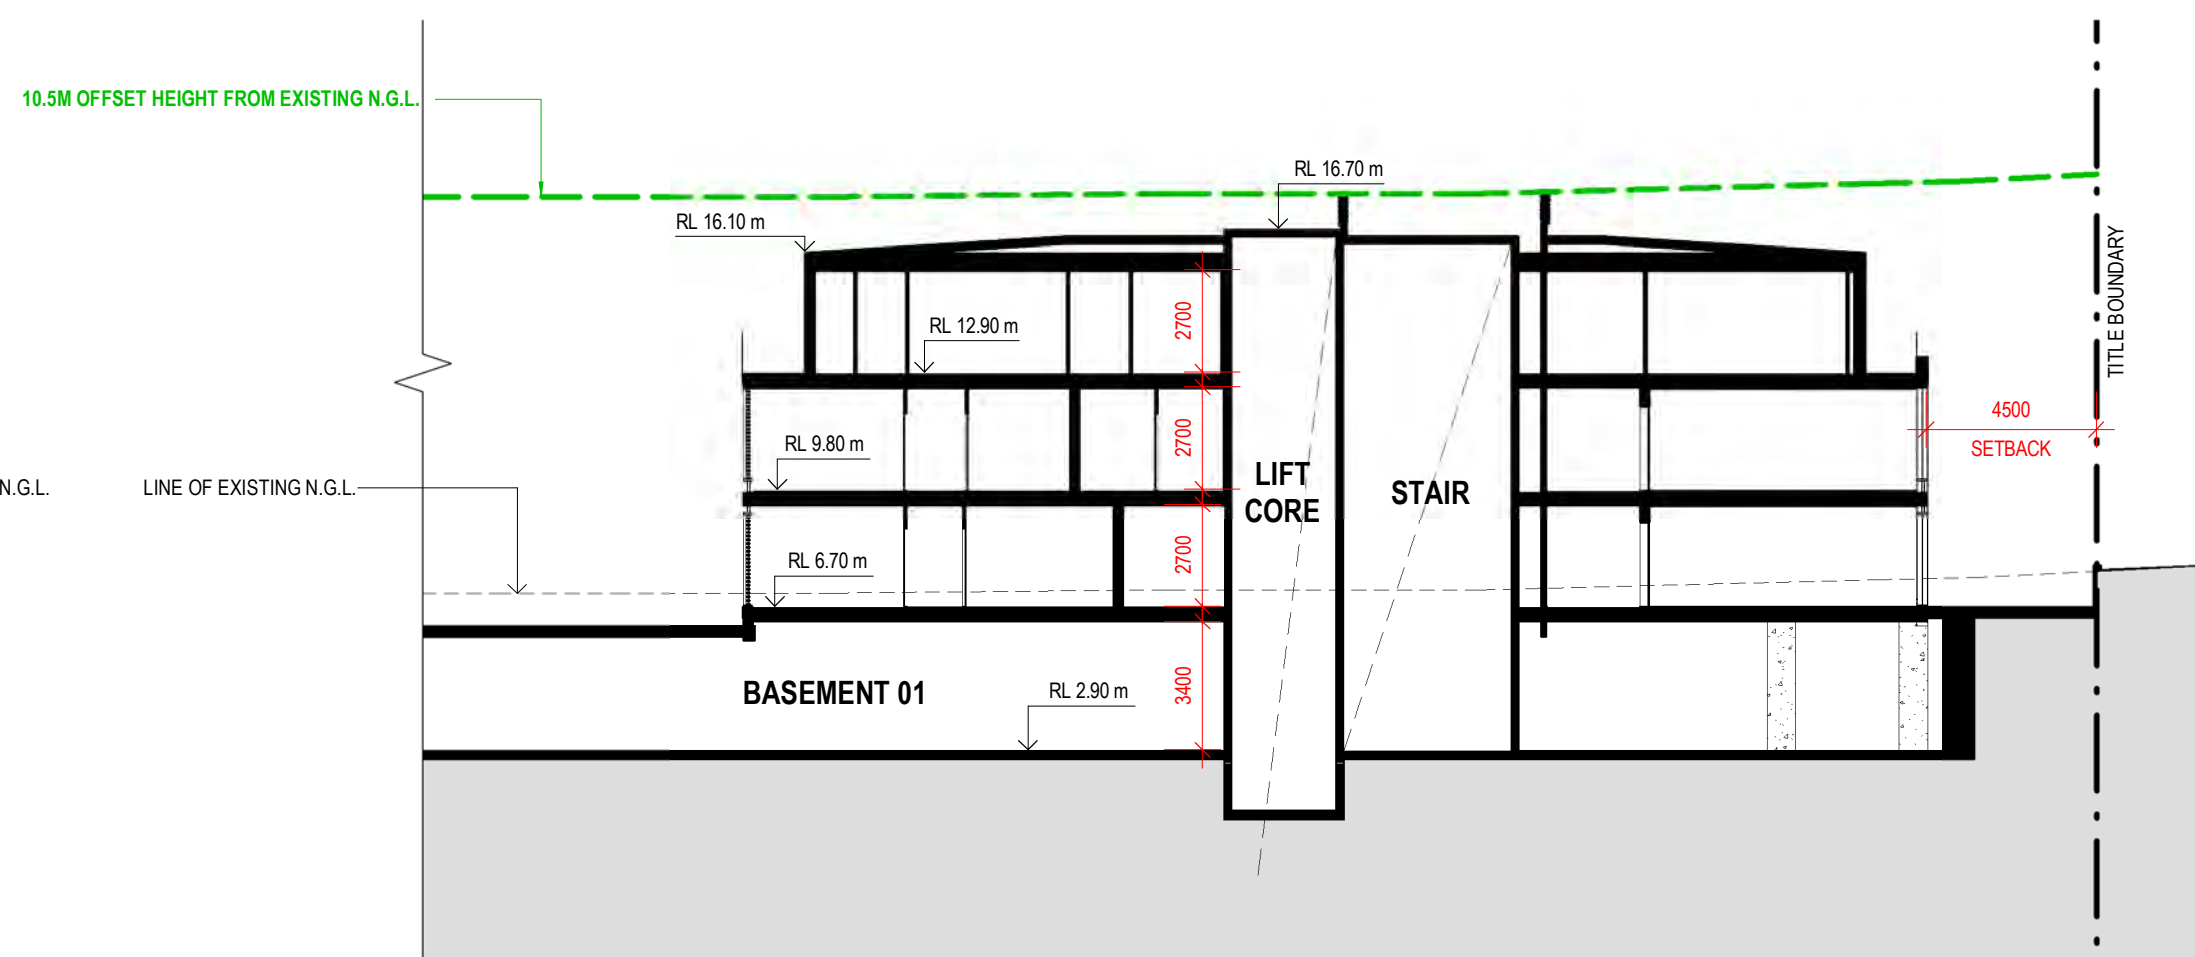 10.5M OFFSET HEIGHT FROM EXISTING N.G.L.
RL 16.70 m
RL 16.10 m
TITLE BOUNDARY
2700
RL 12.90 m
4500
SETBACK
2700
RL 9.80 m
LIFT
CORE
STAIR
N.G.L.
LINE OF EXISTING N.G.L.
2700
RL 6.70 m
3400
BASEMENT 01
RL 2.90 m